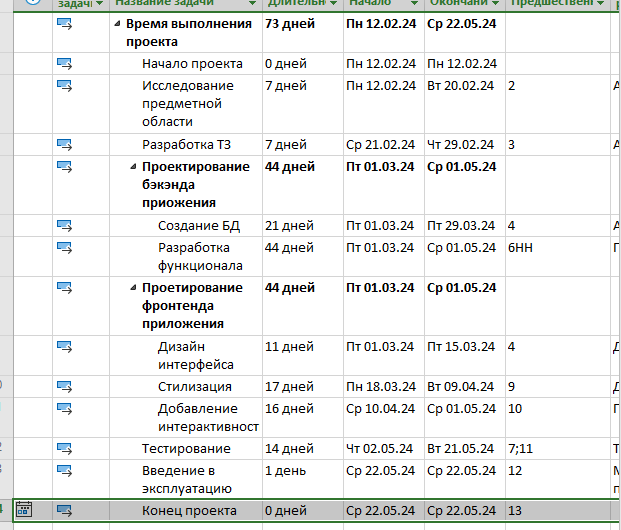 задачи Название задачи Длительн Начало Окончани Предшествен
Время выполнения проекта 73 дней Пн 12.02.24 Ср 22.05.24
Начало проекта 0 дней Пн 12.02.24 Пн 12.02.24
Исследование предметной области 7 дней Пн 12.02.24 Вт 20.02.24 2 А
Разработка ТЗ 7 дней Ср 21.02.24 Чт 29.02.24 3 А
Проектирование бэкэнда приожения 44 дней Пт 01.03.24 Ср 01.05.24
Создание БД 21 дней Пт 01.03.24 Пт 29.03.24 4 А
Разработка функционала 44 дней Пт 01.03.24 Ср 01.05.24 6НН
Проетирование фронтенда приложения 44 дней Пт 01.03.24 Ср 01.05.24
Дизайн интерфейса 11 дней Пт 01.03.24 Пт 15.03.24 4 Д
Стилизация 17 дней Пн 18.03.24 Вт 09.04.24 9 Д
Добавление интерактивност 16 дней Ср 10.04.24 Ср 01.05.24 10
Тестирование 14 дней Чт 02.05.24 Вт 21.05.24 7;11 Т
Введение в эксплуатацию 1 день Ср 22.05.24 Ср 22.05.24 12
Конец проекта 0 дней Ср 22.05.24 Ср 22.05.24 13